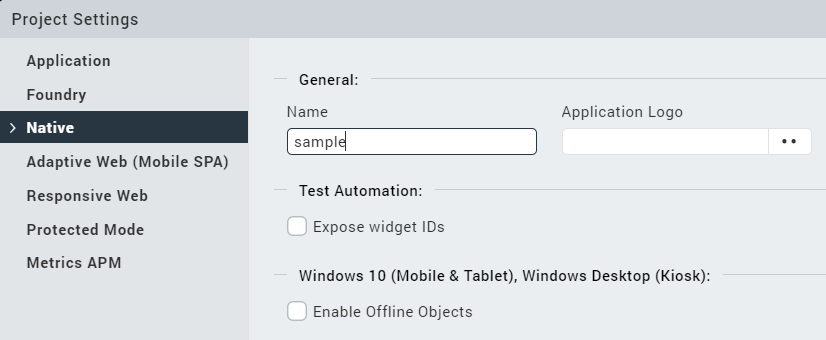 Project Settings
Application
Foundry
Native
Adaptive Web (Mobile SPA)
Responsive Web
Protected Mode
Metrics APM
General:
Name
Application Logo
sample
Test Automation:
Expose widget IDs
Windows 10 (Mobile & Tablet), Windows Desktop (Kiosk):
Enable Offline Objects